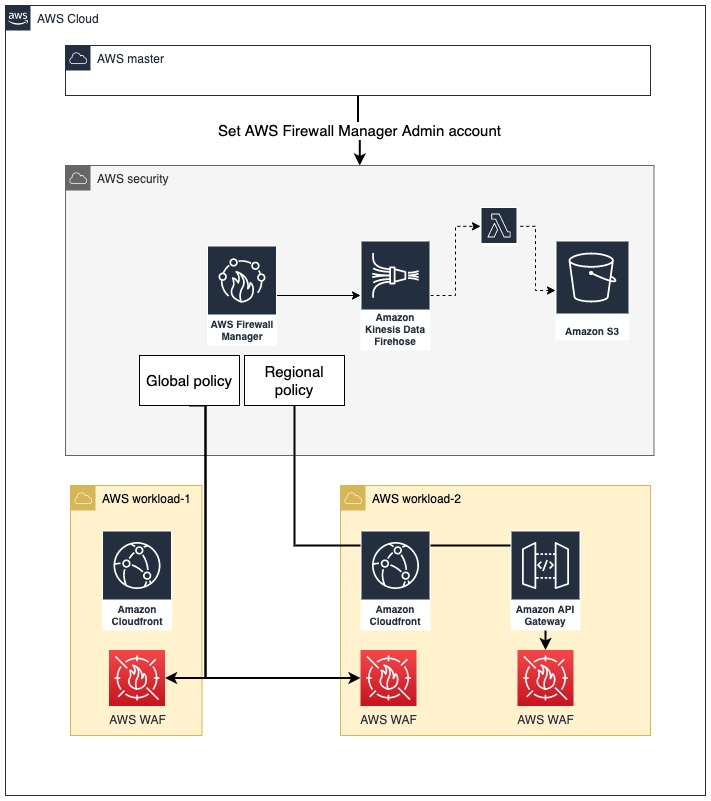 aws
AWS Cloud
AWS master
Set AWS Firewall Manager Admin account
AWS security
AWS Firewall
Manager
Amazon
Kinesis Data
Firehose
Amazon S3
Global policy
Regional
policy
AWS workload-1
Amazon
Cloudfront
AWS WAF
AWS workload-2
Amazon
Cloudfront
</>
Amazon API
Gateway
AWS WAF
AWS WAF